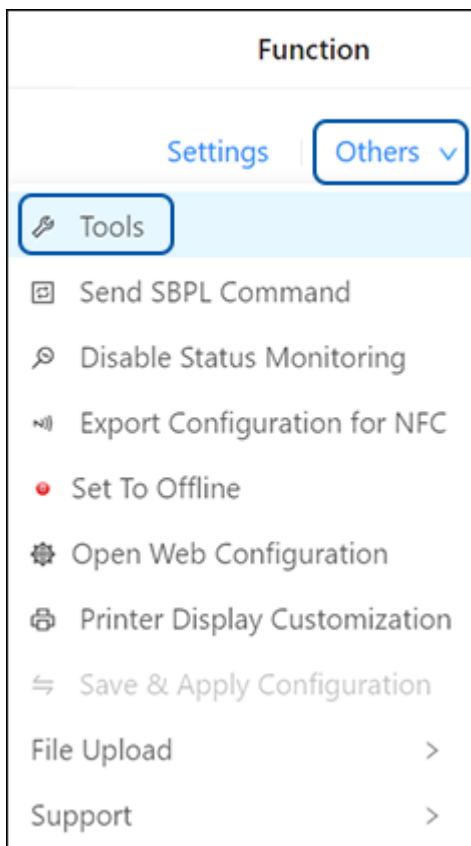 Function
Settings Others
Tools
Send SBPL Command
Disable Status Monitoring
Export Configuration for NFC
Set To Offline
Open Web Configuration
Printer Display Customization
Save & Apply Configuration
File Upload
Support